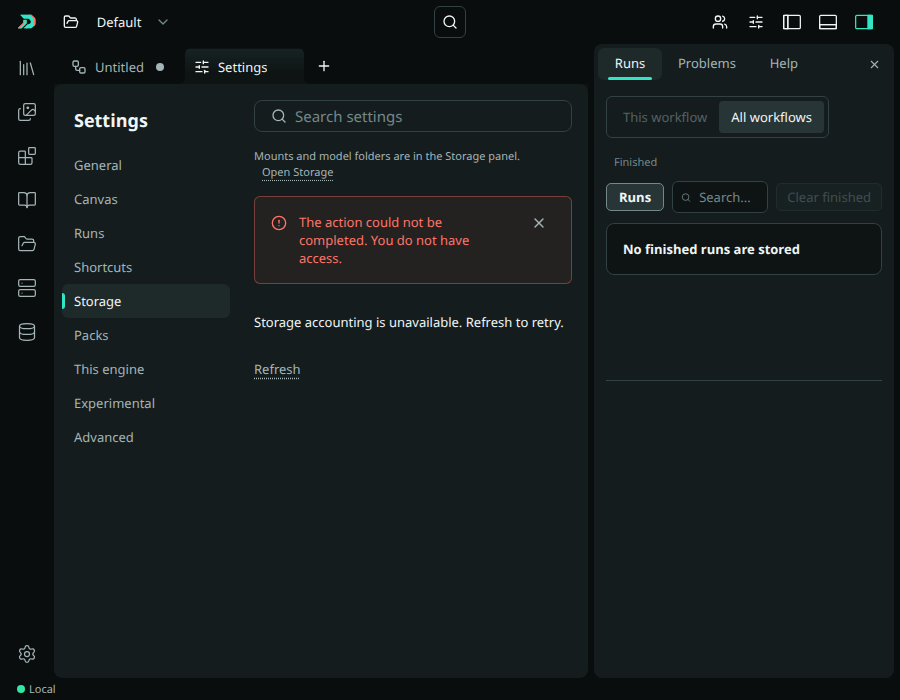 Default
Untitled
Settings
Settings
General
Canvas
Runs
Shortcuts
Storage
Packs
This engine
Experimental
Advanced
Search settings
Mounts and model folders are in the Storage panel.
Open Storage
The action could not be
completed. You do not have
access.
Storage accounting is unavailable. Refresh to retry.
Refresh
Runs
Problems
Help
This workflow
All workflows
Finished
Runs
Search...
Clear finished
No finished runs are stored
Local